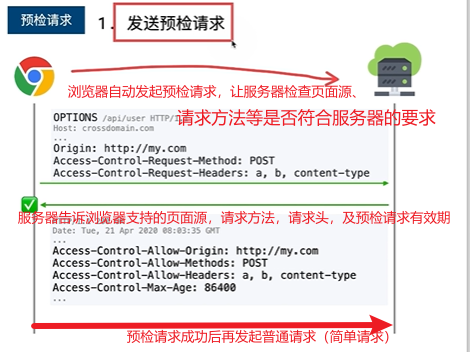 预检请求
1. 发送预检请求
浏览器自动发起预检请求，让服务器检查页面源、
请求方法等是否符合服务器的要求
OPTIONS /api/user HTTP/1.
Host: crossdomain.com
...
Origin: http://my.com
Access-Control-Request-Method: POST
Access-Control-Request-Headers: a, b, content-type
服务器告诉浏览器支持的页面源，请求方法，请求头，及预检请求有效期
Date: Tue, 21 Apr 2020 08:03:35 GMT
...
Access-Control-Allow-Origin: http://my.com
Access-Control-Allow-Methods: POST
Access-Control-Allow-Headers: a, b, content-type
Access-Control-Max-Age: 86400
...
预检请求成功后再发起普通请求（简单请求）